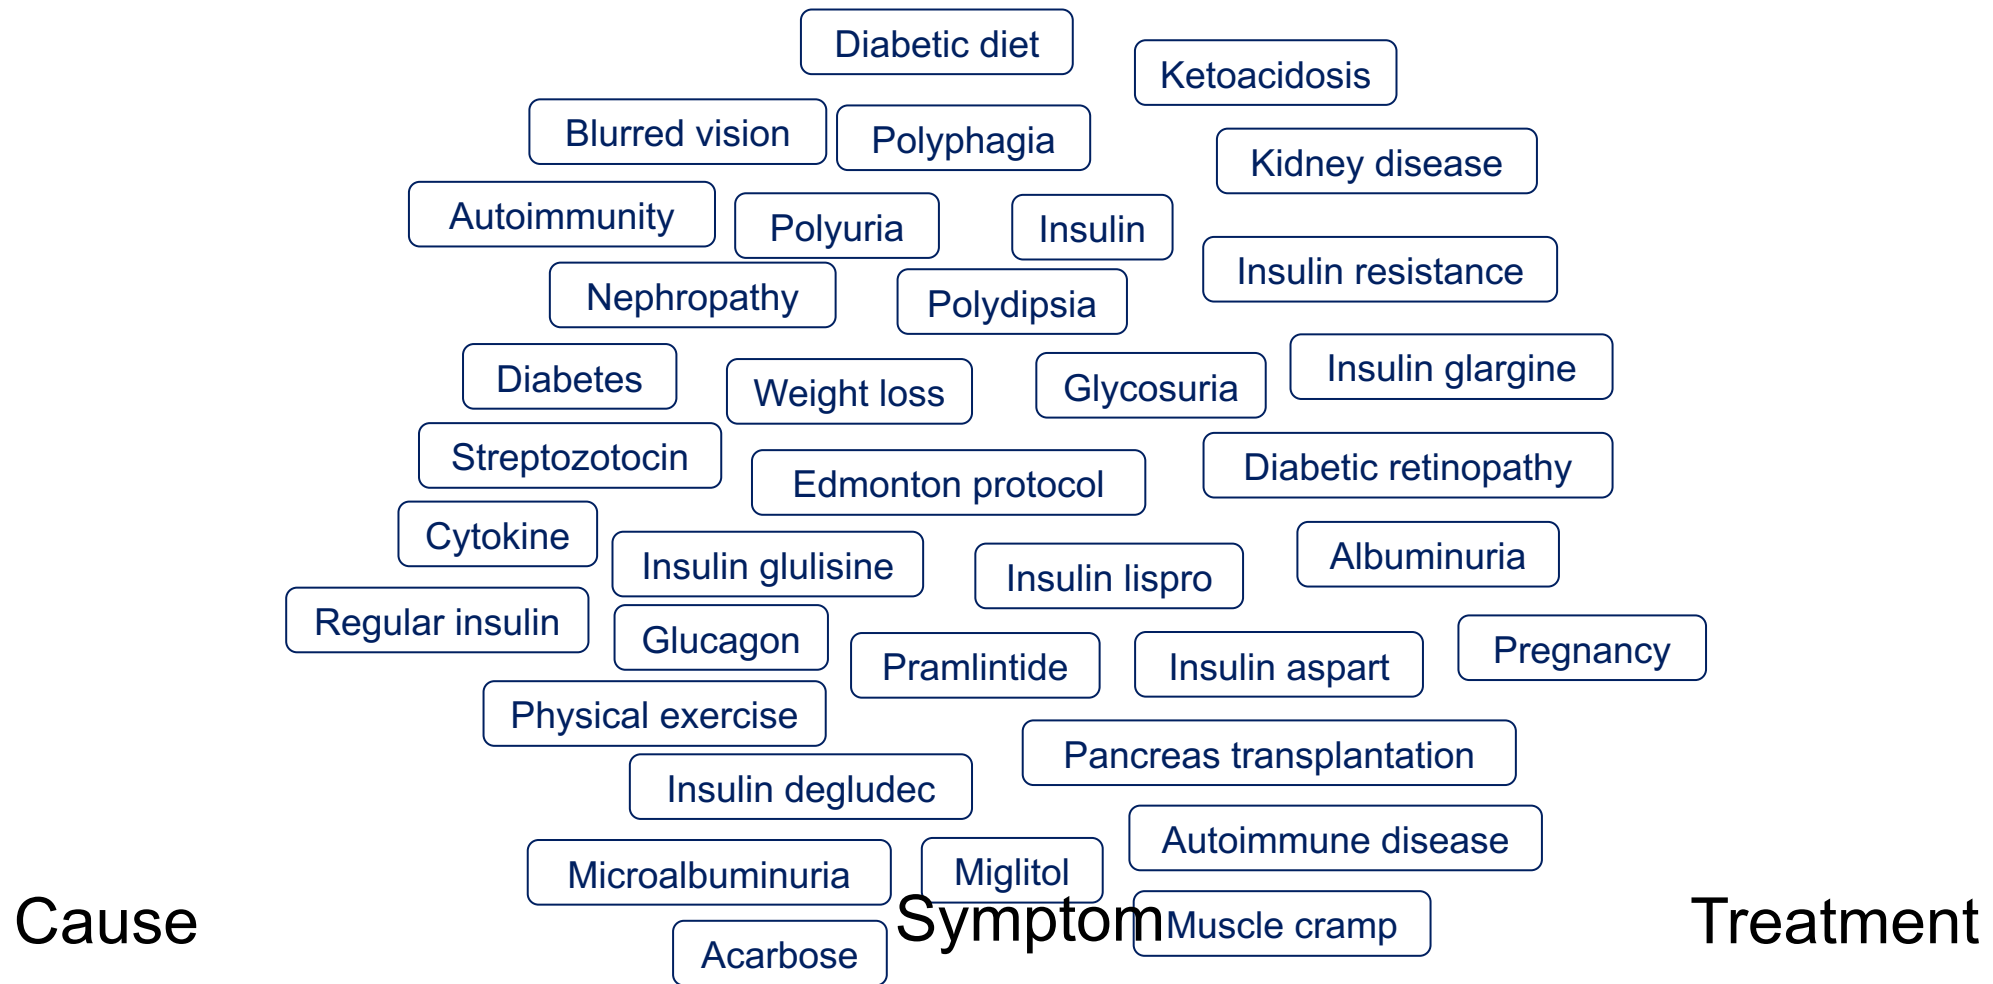 Diabetic diet
Ketoacidosis
Blurred vision
Polyphagia
Kidney disease
Autoimmunity
Polyuria
Insulin
Insulin resistance
Nephropathy
Polydipsia
Insulin glargine
Diabetes
Weight loss
Glycosuria
Streptozotocin
Edmonton protocol
Diabetic retinopathy
Cytokine
Insulin glulisine
Insulin lispro
Albuminuria
Regular insulin
Glucagon
Pramlintide
Insulin aspart
Pregnancy
Physical exercise
Pancreas transplantation
Insulin degludec
Autoimmune disease
Microalbuminuria
Miglitol
Cause
Symptom
Muscle cramp
Treatment
Acarbose